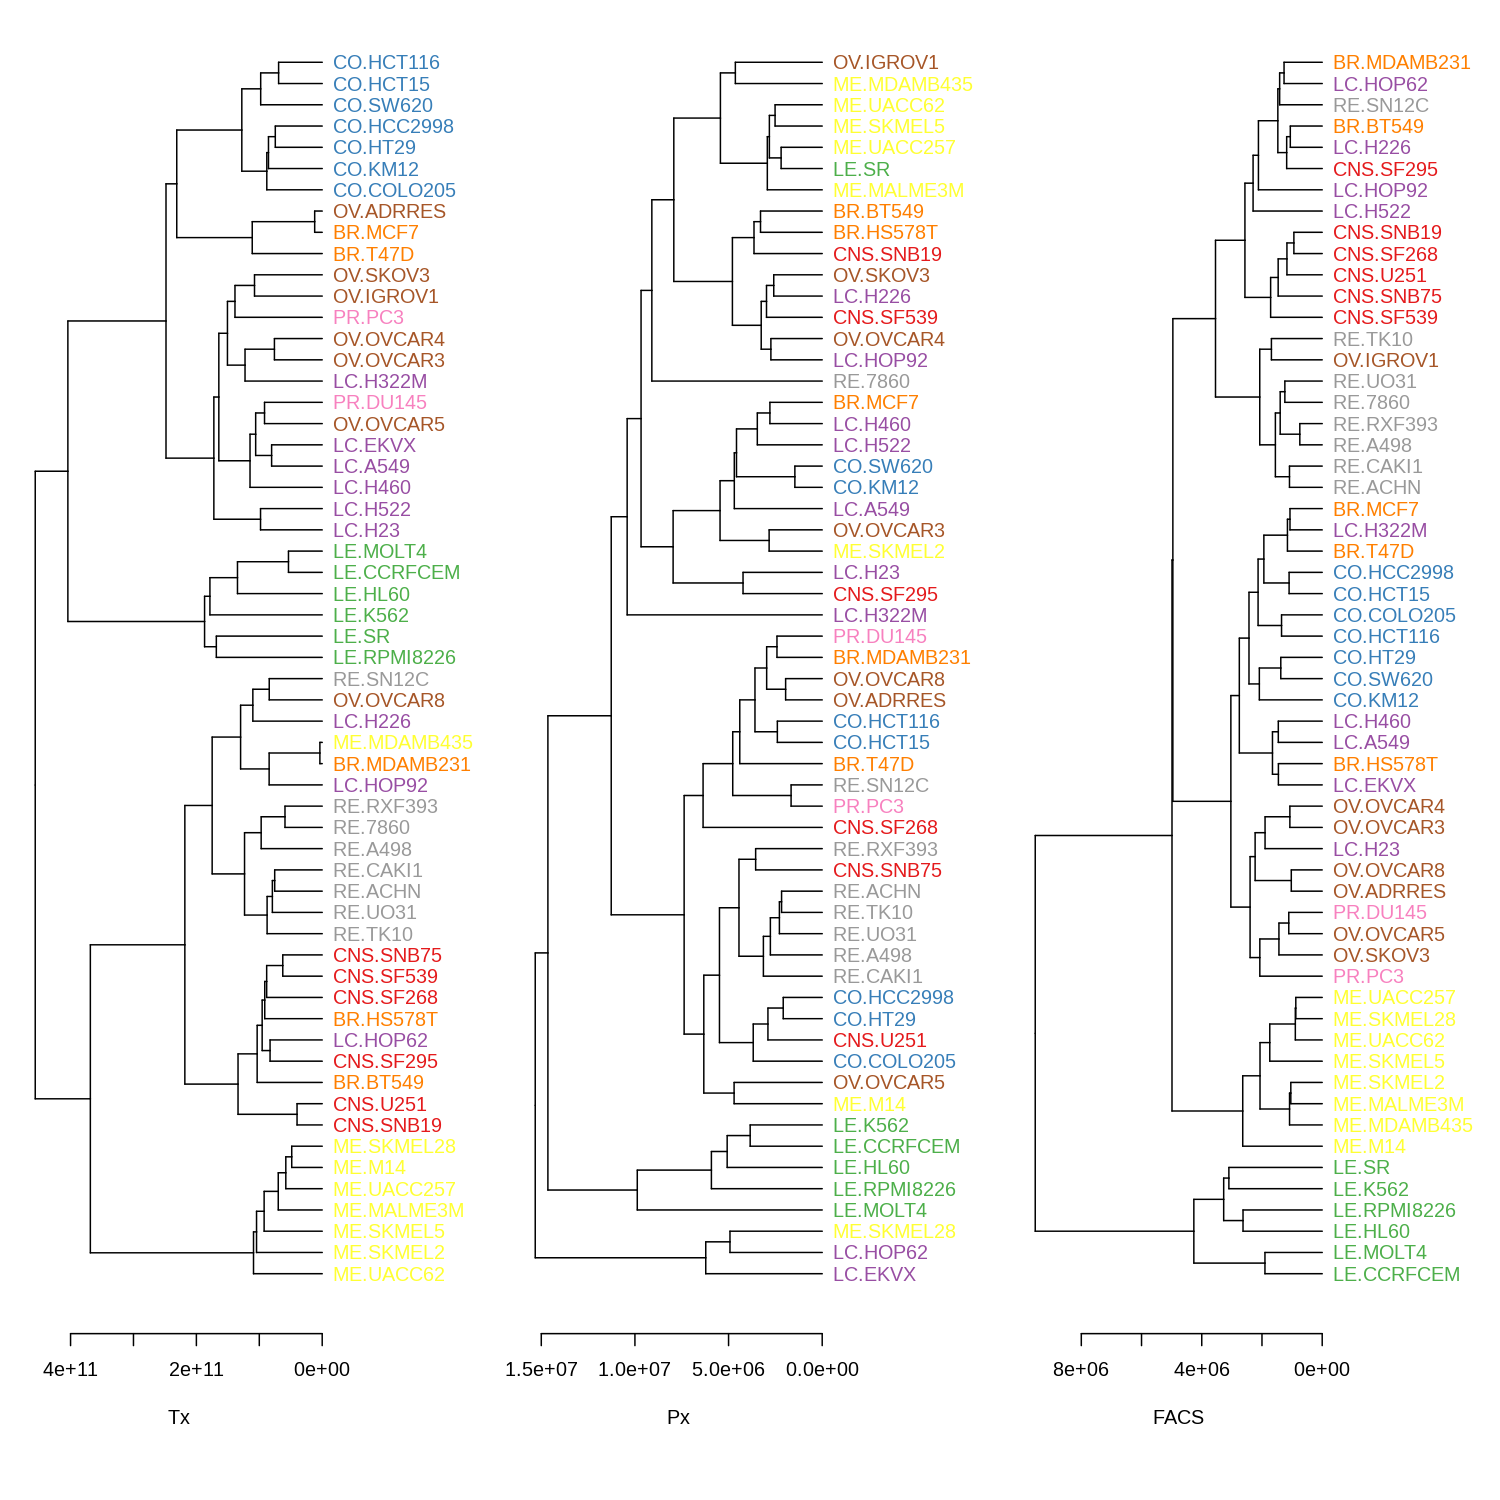 CO.HCT116
CO.HCT15
CO.SW620
CO.HCC2998
CO.HT29
CO.KM12
CO.COLO205
OV.ADRRES
BR.MCF7
BR.T47D
OV.SKOV3
OV.IGROV1
PR.PC3
OV.OVCAR4
OV.OVCAR3
LC.H322M
PR.DU145
OV.OVCAR5
LC.EKVX
LC.A549
LC.H460
LC.H522
LC.H23
LE.MOLT4
LE.CCRFCEM
LE.HL60
LE.K562
LE.SR
LE.RPMI8226
RE.SN12C
OV.OVCAR8
LC.H226
ME.MDAMB435
BR.MDAMB231
LC.HOP92
RE.RXF393
RE.7860
RE.A498
RE.CAKI1
RE.ACHN
RE.UO31
RE.TK10
CNS.SNB75
CNS.SF539
CNS.SF268
BR.HS578T
LC.HOP62
CNS.SF295
BR.BT549
CNS.U251
CNS.SNB19
ME.SKMEL28
ME.M14
ME.UACC257
ME.MALME3M
ME.SKMEL5
ME.SKMEL2
ME.UACC62
4e+11 2e+11 0e+00
Tx
OV.IGROV1
ME.MDAMB435
ME.UACC62
ME.SKMEL5
ME.UACC257
LE.SR
ME.MALME3M
BR.BT549
BR.HS578T
CNS.SNB19
OV.SKOV3
LC.H226
CNS.SF539
OV.OVCAR4
LC.HOP92
RE.7860
BR.MCF7
LC.H460
LC.H522
CO.SW620
CO.KM12
LC.A549
OV.OVCAR3
ME.SKMEL2
LC.H23
CNS.SF295
LC.H322M
PR.DU145
BR.MDAMB231
OV.OVCAR8
OV.ADRRES
CO.HCT116
CO.HCT15
BR.T47D
RE.SN12C
PR.PC3
CNS.SF268
RE.RXF393
CNS.SNB75
RE.ACHN
RE.TK10
RE.UO31
RE.A498
RE.CAKI1
CO.HCC2998
CO.HT29
CNS.U251
CO.COLO205
OV.OVCAR5
ME.M14
LE.K562
LE.CCRFCEM
LE.HL60
LE.RPMI8226
LE.MOLT4
ME.SKMEL28
LC.HOP62
LC.EKVX
1.5e+07 1.0e+07 5.0e+06 0.0e+00
Px
BR.MDAMB231
LC.HOP62
RE.SN12C
BR.BT549
LC.H226
CNS.SF295
LC.HOP92
LC.H522
CNS.SNB19
CNS.SF268
CNS.U251
CNS.SNB75
CNS.SF539
RE.TK10
OV.IGROV1
RE.UO31
RE.7860
RE.RXF393
RE.A498
RE.CAKI1
RE.ACHN
BR.MCF7
LC.H322M
BR.T47D
CO.HCC2998
CO.HCT15
CO.COLO205
CO.HCT116
CO.HT29
CO.SW620
CO.KM12
LC.H460
LC.A549
BR.HS578T
LC.EKVX
OV.OVCAR4
OV.OVCAR3
LC.H23
OV.OVCAR8
OV.ADRRES
PR.DU145
OV.OVCAR5
OV.SKOV3
PR.PC3
ME.UACC257
ME.SKMEL28
ME.UACC62
ME.SKMEL5
ME.SKMEL2
ME.MALME3M
ME.MDAMB435
ME.M14
LE.SR
LE.K562
LE.RPMI8226
LE.HL60
LE.MOLT4
LE.CCRFCEM
8e+06 4e+06 0e+00
FACS